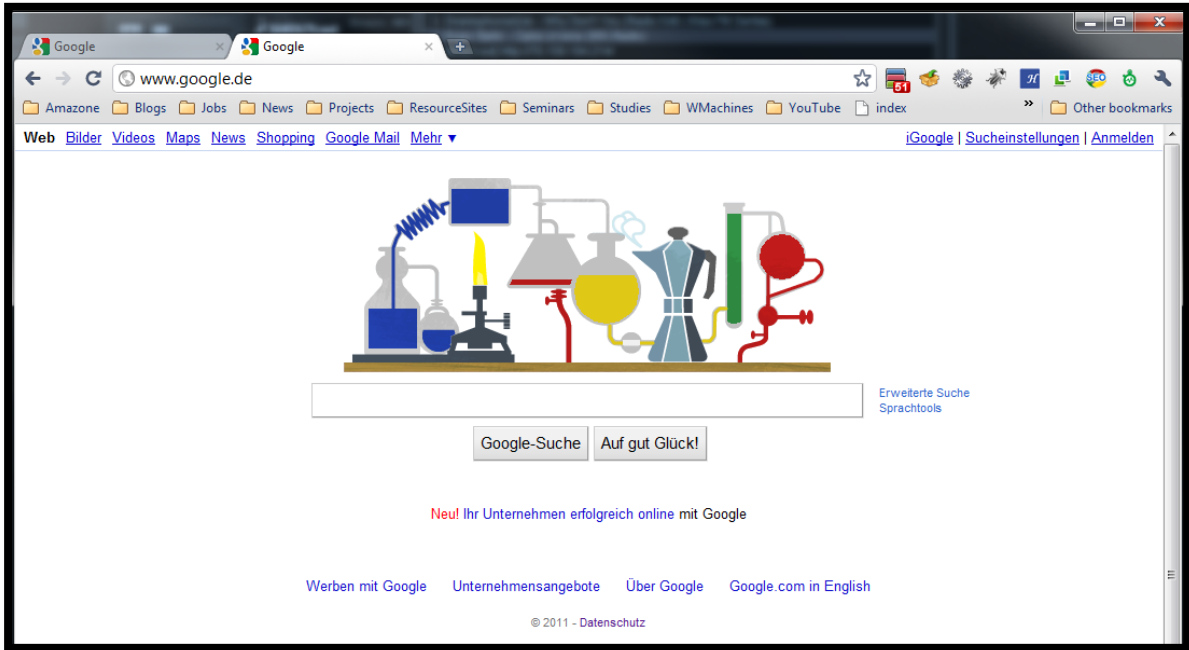 Google Google
www.google.de 51 SEO
Amazone Blogs Jobs News Projects ResourceSites Seminars Studies WMachines YouTube index » Other bookmarks
Web Bilder Videos Maps News Shopping Google Mail Mehr ▼ iGoogle | Sucheinstellungen | Anmelden
Erweiterte Suche
Sprachtools
Google-Suche Auf gut Glück!
Neu! Ihr Unternehmen erfolgreich online mit Google
Werben mit Google Unternehmensangebote Über Google Google.com in English
© 2011 - Datenschutz